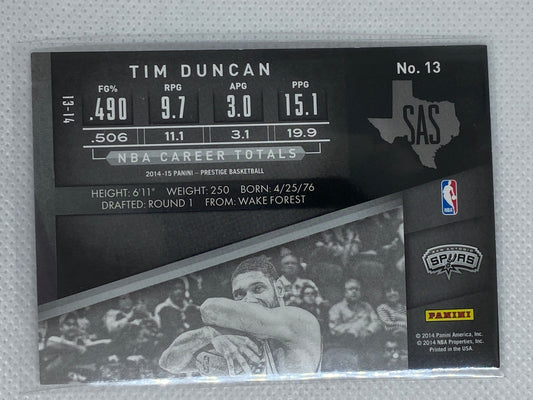 TIM DUNCAN
No. 13
FG% RPG APG PPG
13-14
.490 9.7 3.0 15.1
.506 11.1 3.1 19.9
NBA CAREER TOTALS
2014-15 PANINI - PRESTIGE BASKETBALL
SAS
HEIGHT: 6'11" WEIGHT: 250 BORN: 4/25/76
DRAFTED: ROUND 1 FROM: WAKE FOREST
NBA
SAN ANTONIO
SPURS
PANINI
© 2014 Panini America, Inc.
© 2014 NBA Properties, Inc.
Printed in the USA.